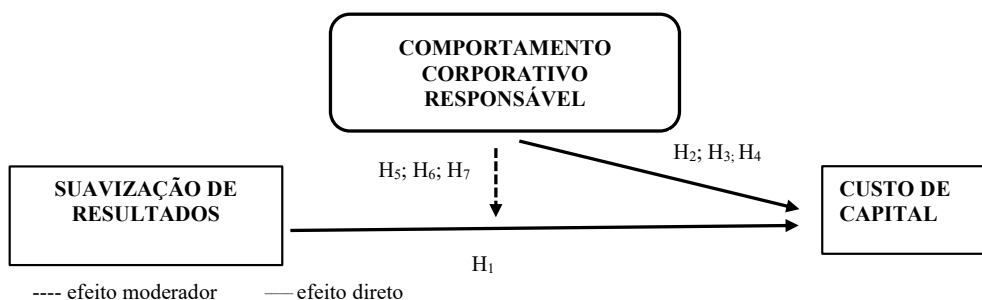 COMPORTAMENTO
CORPORATIVO
RESPONSÁVEL
H₅; H₆; H₇
H₂; H₃; H₄
SUAVIZAÇÃO DE
RESULTADOS
CUSTO DE
CAPITAL
H₁
---- efeito moderador —— efeito direto